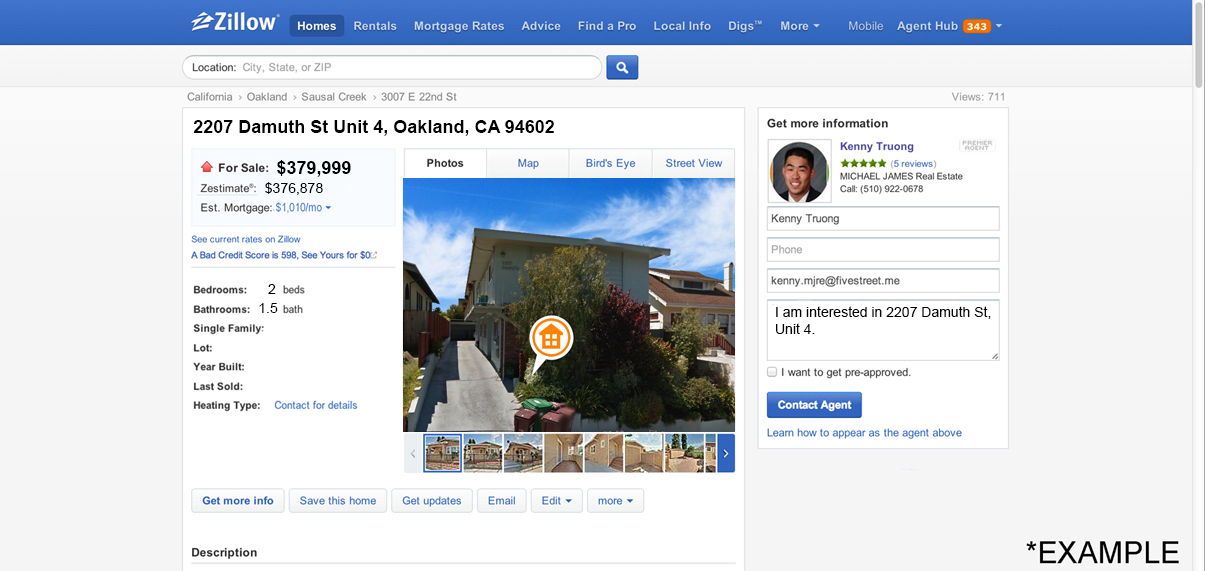 Zillow®
Homes Rentals Mortgage Rates Advice Find a Pro Local Info Digs™ More Mobile Agent Hub 343
Location: City, State, or ZIP
California › Oakland › Sausal Creek › 3007 E 22nd St
Views: 711
2207 Damuth St Unit 4, Oakland, CA 94602
For Sale: $379,999
Zestimate®: $376,878
Est. Mortgage: $1,010/mo
See current rates on Zillow
A Bad Credit Score is 598, See Yours for $0
Bedrooms: 2 beds
Bathrooms: 1.5 bath
Single Family:
Lot:
Year Built:
Last Sold:
Heating Type: Contact for details
Photos Map Bird's Eye Street View
Get more info Save this home Get updates Email Edit more
Description
Get more information
Kenny Truong
PREMIER
AGENT
(5 reviews)
MICHAEL JAMES Real Estate
Call: (510) 922-0678
Kenny Truong
Phone
kenny.mjre@fivestreet.me
I am interested in 2207 Damuth St,
Unit 4.
I want to get pre-approved.
Contact Agent
Learn how to appear as the agent above
*EXAMPLE